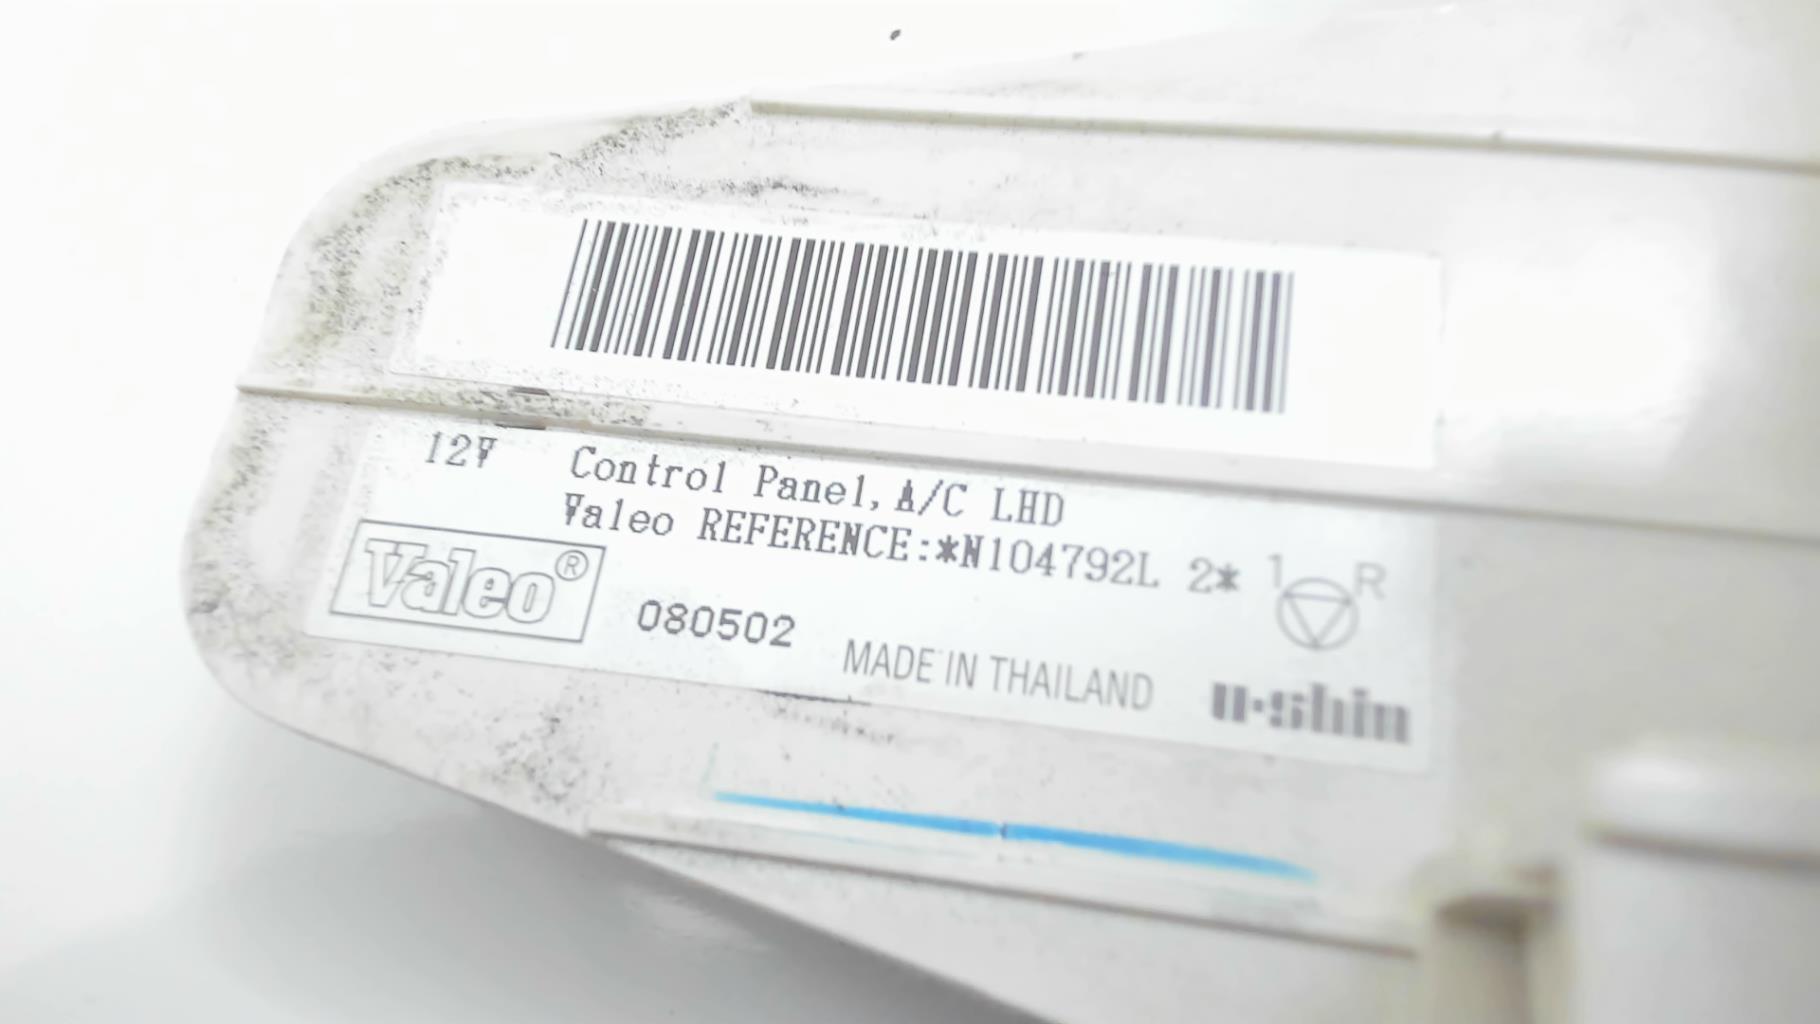 12V Control Panel, A/C LHD
Valeo REFERENCE:*N104792L 2* 1 R
Valeo® 080502 MADE IN THAILAND u·shin